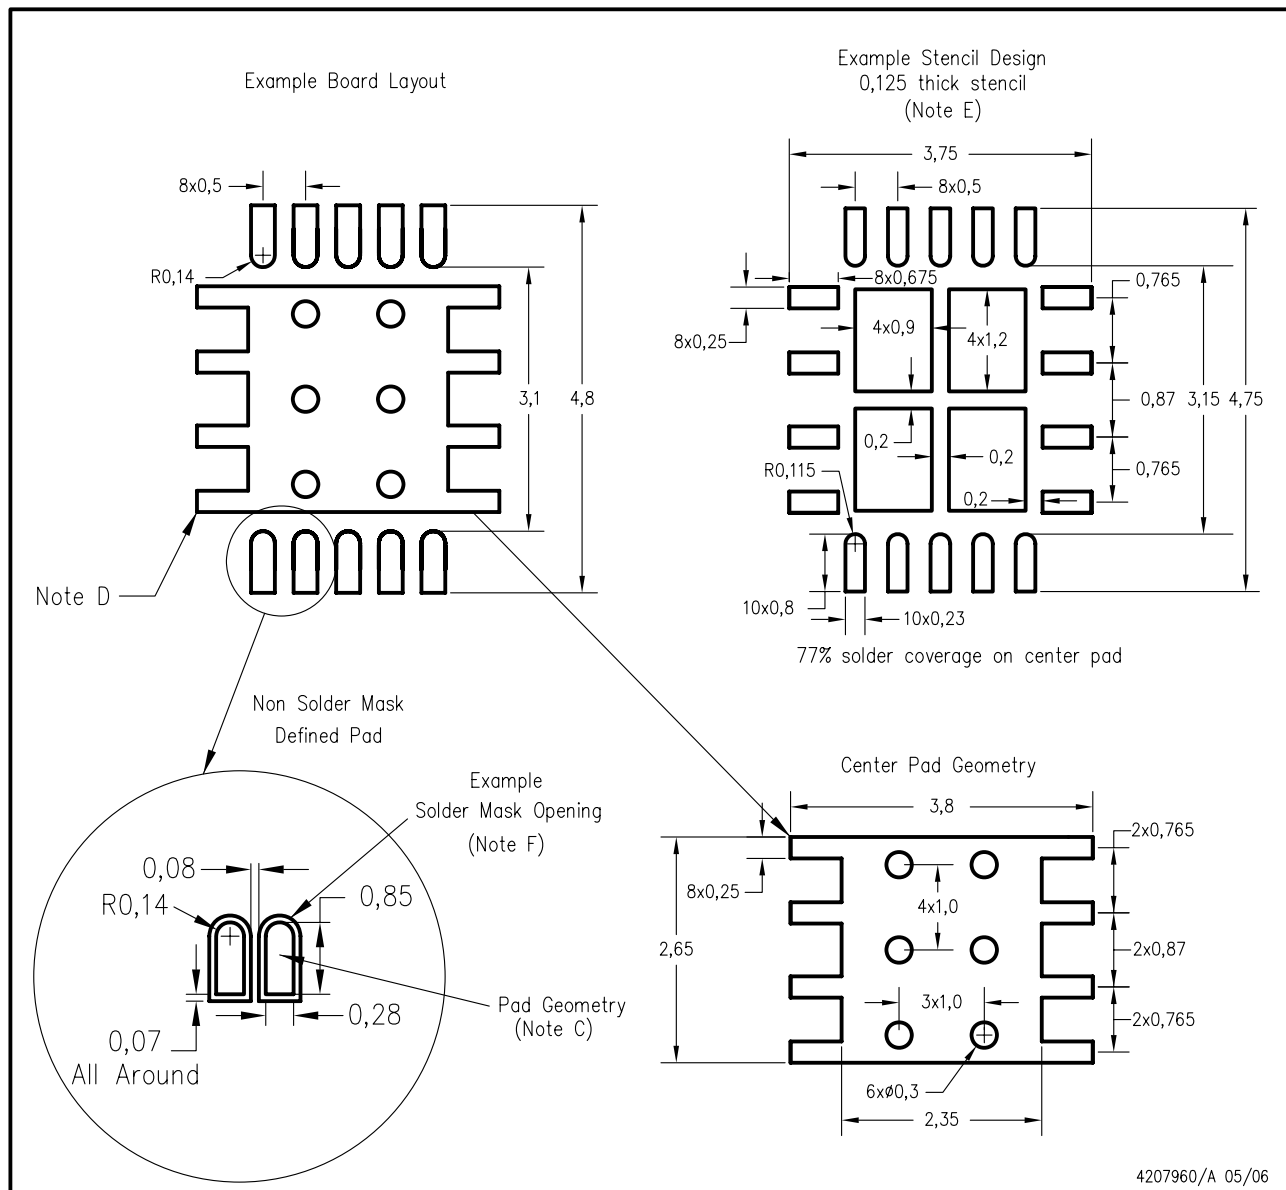 Example Board Layout
8x0,5
R0,14
3,1
4,8
Note D
Example Stencil Design
0,125 thick stencil
(Note E)
3,75
8x0,5
8x0,675
8x0,25
4x0,9
4x1,2
0,765
0,87
3,15
4,75
0,2
0,2
R0,115
0,2
0,765
10x0,8
10x0,23
77% solder coverage on center pad
Non Solder Mask
Defined Pad
Example
Solder Mask Opening
(Note F)
0,08
R0,14
0,85
Pad Geometry
(Note C)
0,28
0,07
All Around
Center Pad Geometry
3,8
2x0,765
8x0,25
4x1,0
2,65
2x0,87
3x1,0
2x0,765
6xø0,3
2,35
4207960/A 05/06